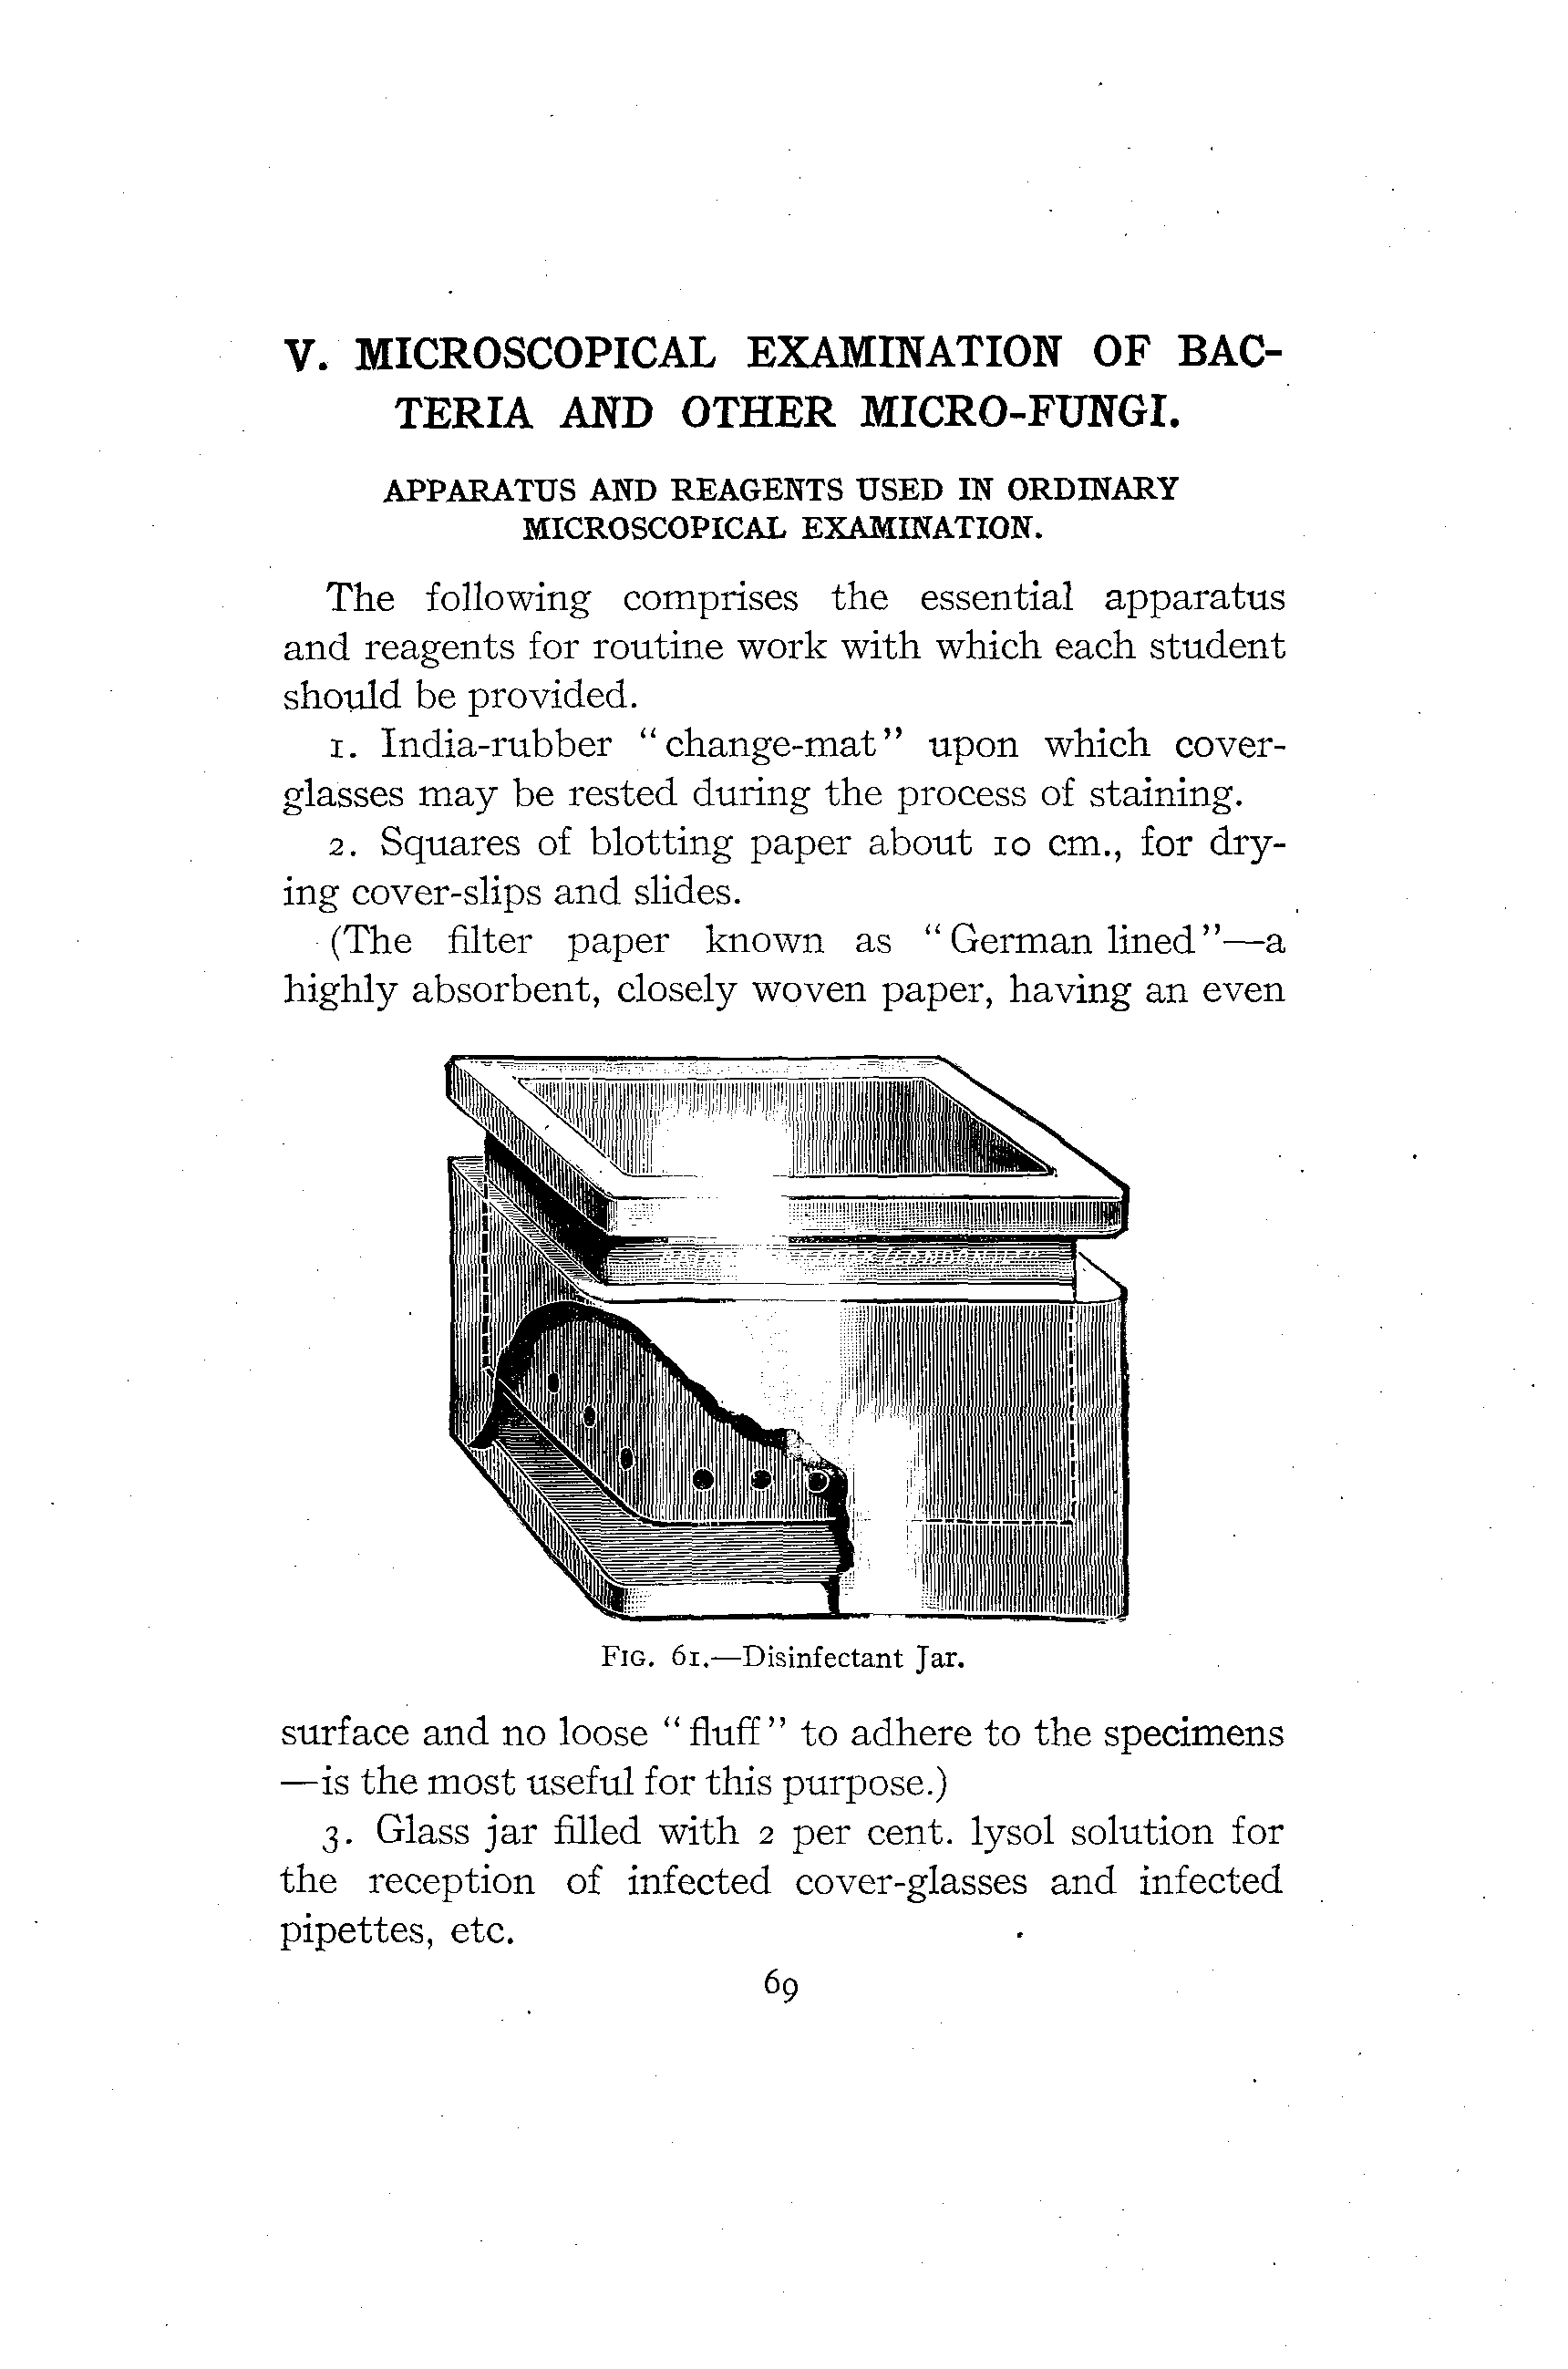 V. MICROSCOPICAL EXAMINATION OF BAC-
TERIA AND OTHER MICRO-FUNGI.
APPARATUS AND REAGENTS USED IN ORDINARY
MICROSCOPICAL EXAMINATION.
The following comprises the essential apparatus
and reagents for routine work with which each student
should be provided.
1. India-rubber "change-mat" upon which cover-
glasses may be rested during the process of staining.
2. Squares of blotting paper about 10 cm., for dry-
ing cover-slips and slides.
(The filter paper known as "German lined"—a
highly absorbent, closely woven paper, having an even
FIG. 61.—Disinfectant Jar.
surface and no loose "fluff" to adhere to the specimens
—is the most useful for this purpose.)
3. Glass jar filled with 2 per cent. lysol solution for
the reception of infected cover-glasses and infected
pipettes, etc.
69